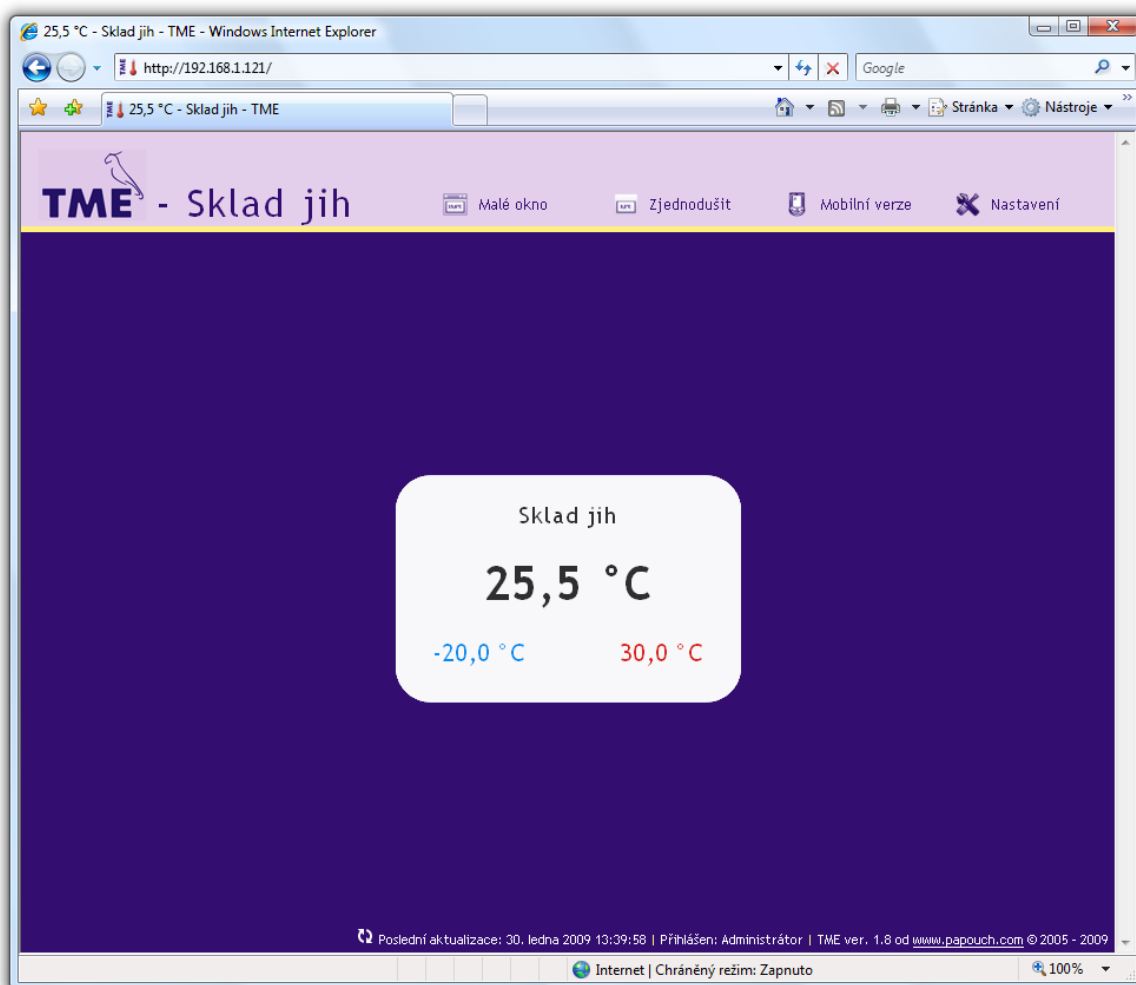 25,5 °C - Sklad jih - TME - Windows Internet Explorer
http://192.168.1.121/
Google
25,5 °C - Sklad jih - TME
Stránka
Nástroje
TME - Sklad jih
Malé okno
Zjednodušit
Mobilní verze
Nastavení
Sklad jih
25,5 °C
-20,0 °C
30,0 °C
Poslední aktualizace: 30. ledna 2009 13:39:58 | Přihlášen: Administrátor | TME ver. 1.8 od www.papouch.com © 2005 - 2009
Internet | Chráněný režim: Zapnuto
100%